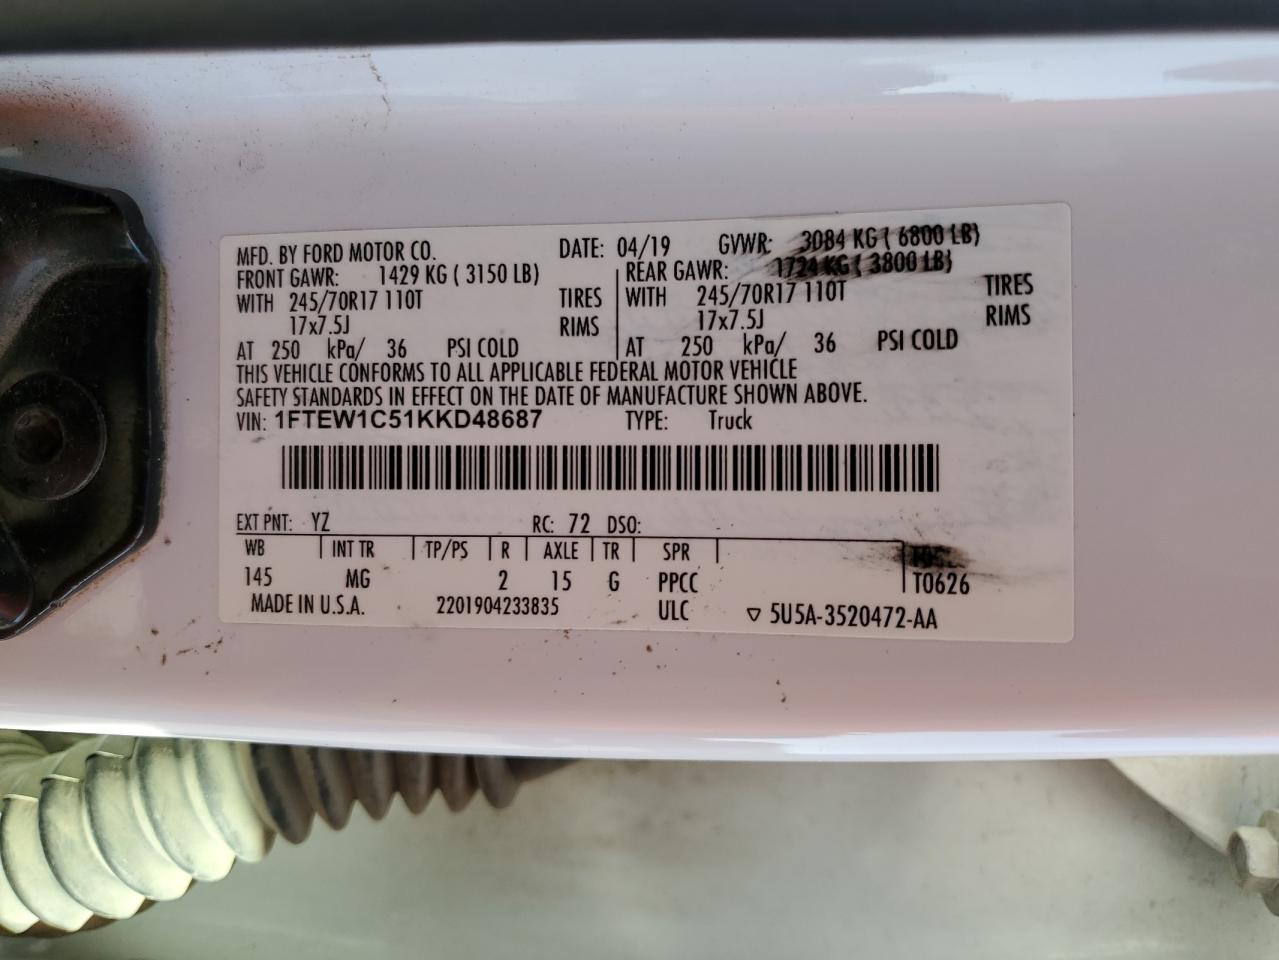 MFD. BY FORD MOTOR CO. DATE: 04/19 GVWR: 3084 KG ( 6800 LB)
FRONT GAWR: 1429 KG ( 3150 LB) REAR GAWR: 1724 KG ( 3800 LB)
WITH 245/70R17 110T TIRES WITH 245/70R17 110T TIRES
17x7.5J RIMS 17x7.5J RIMS
AT 250 kPa/ 36 PSI COLD AT 250 kPa/ 36 PSI COLD
THIS VEHICLE CONFORMS TO ALL APPLICABLE FEDERAL MOTOR VEHICLE
SAFETY STANDARDS IN EFFECT ON THE DATE OF MANUFACTURE SHOWN ABOVE.
VIN: 1FTEW1C51KKD48687 TYPE: Truck
EXT PNT: YZ RC: 72 DSO:
WB INT TR TP/PS R AXLE TR SPR
145 MG 2 15 G PPCC T0626
MADE IN U.S.A. 2201904233835 ULC ▽ 5U5A-3520472-AA